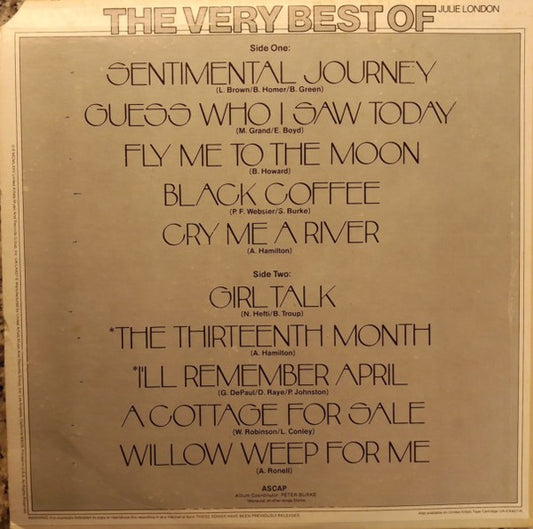 THE VERY BEST OF JULIE LONDON
Side One:
SENTIMENTAL JOURNEY
(L. Brown/B. Homer/B. Green)
GUESS WHO I SAW TODAY
(M. Grand/E. Boyd)
FLY ME TO THE MOON
(B. Howard)
BLACK COFFEE
(P. F. Webster/S. Burke)
CRY ME A RIVER
(A. Hamilton)
Side Two:
GIRL TALK
(N. Hefti/B. Troup)
*THE THIRTEENTH MONTH
(A. Hamilton)
*I'LL REMEMBER APRIL
(G. DePaul/D. Raye/P. Johnston)
A COTTAGE FOR SALE
(W. Robinson/L. Conley)
WILLOW WEEP FOR ME
(A. Ronell)
ASCAP
Album Coordinator: PETER BURKE